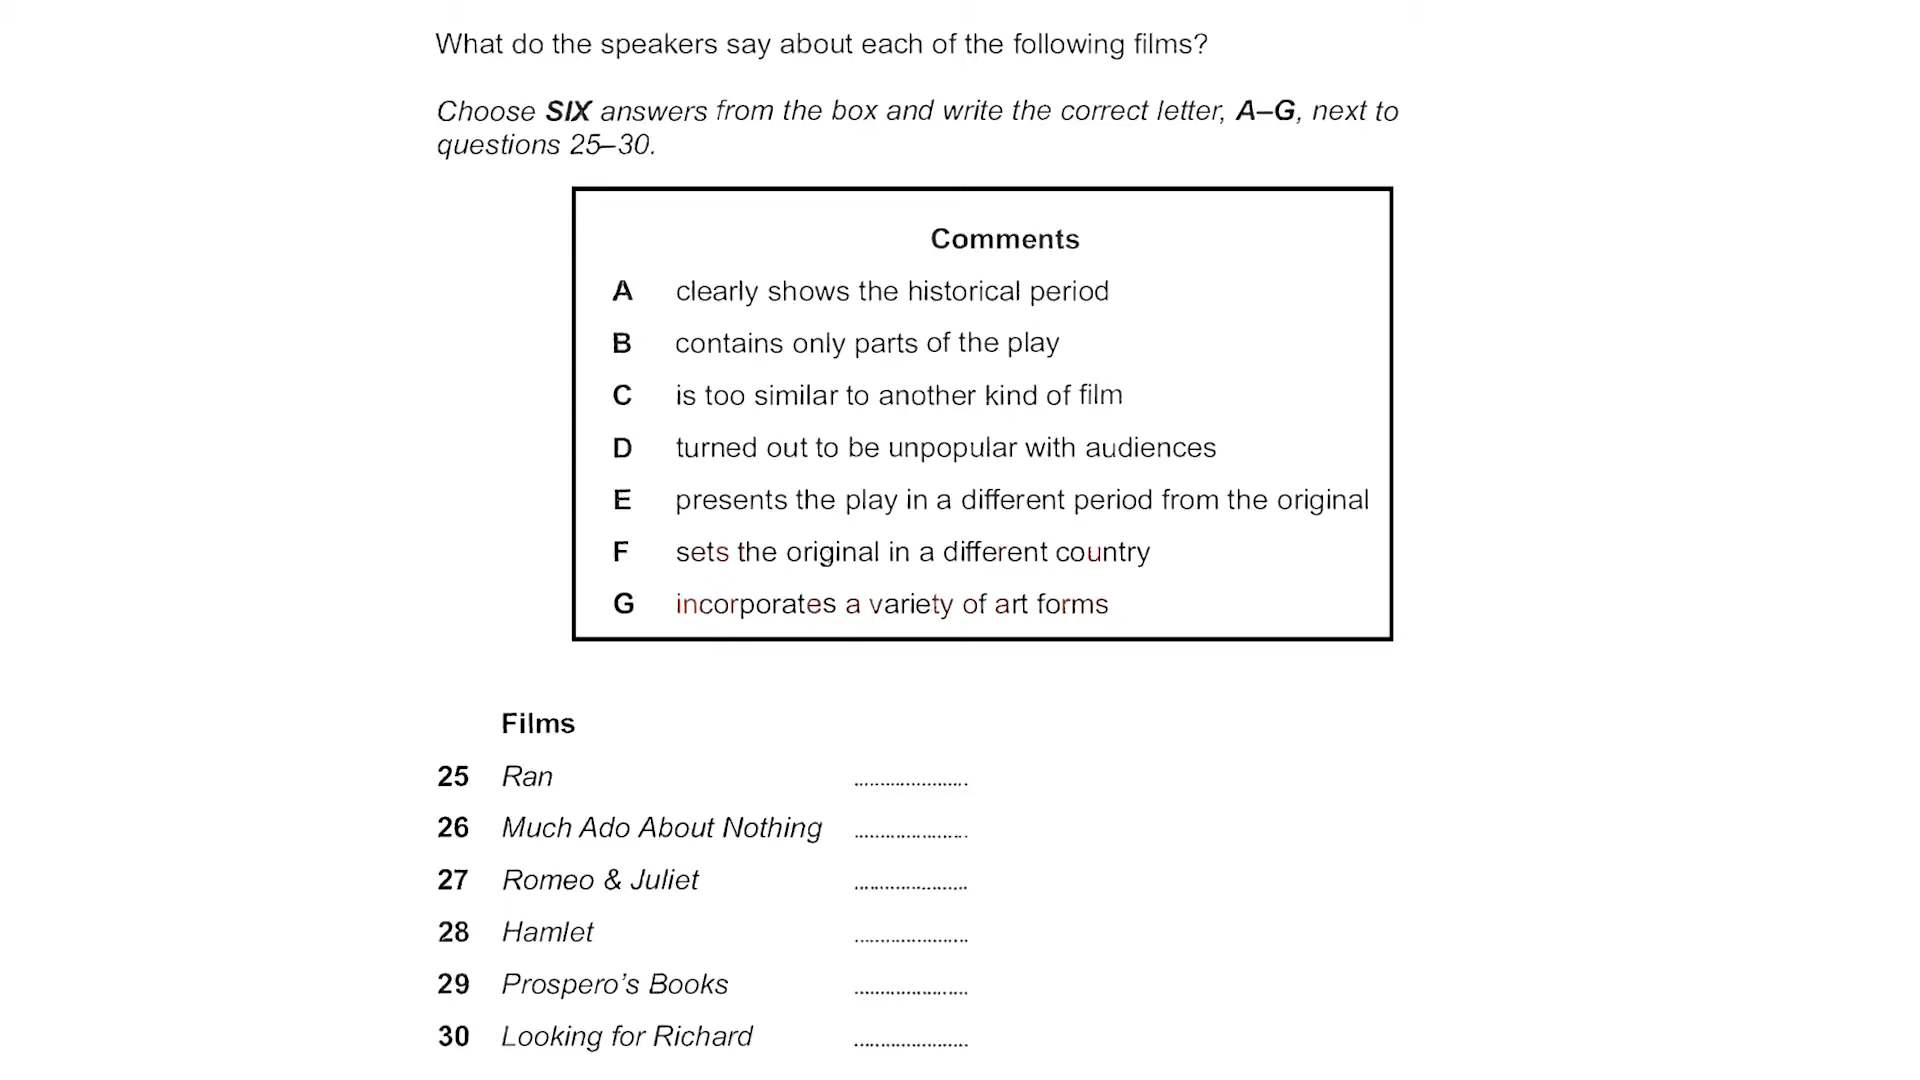 What do the speakers say about each of the following films?
Choose SIX answers from the box and write the correct letter, A–G, next to
questions 25–30.
Comments
A clearly shows the historical period
B contains only parts of the play
C is too similar to another kind of film
D turned out to be unpopular with audiences
E presents the play in a different period from the original
F sets the original in a different country
G incorporates a variety of art forms
Films
25 Ran ......................
26 Much Ado About Nothing ......................
27 Romeo & Juliet ......................
28 Hamlet ......................
29 Prospero’s Books ......................
30 Looking for Richard ......................